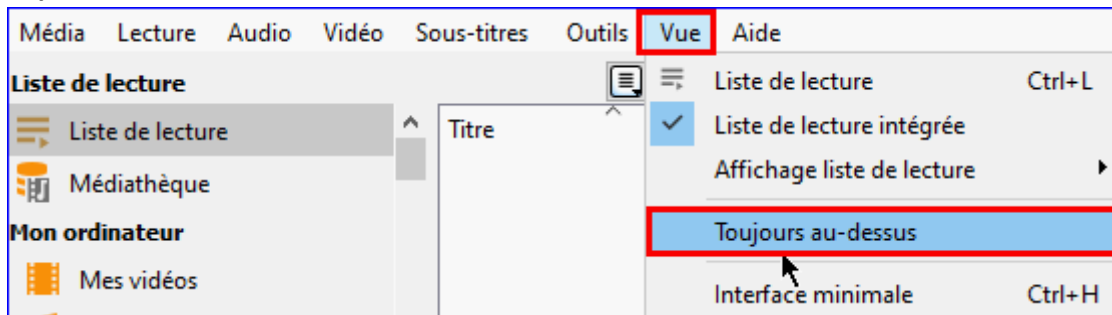 Média Lecture Audio Vidéo Sous-titres Outils Vue Aide
Liste de lecture
Liste de lecture
Médiathèque
Mon ordinateur
Mes vidéos
Titre
Liste de lecture Ctrl+L
Liste de lecture intégrée
Affichage liste de lecture
Toujours au-dessus
Interface minimale Ctrl+H